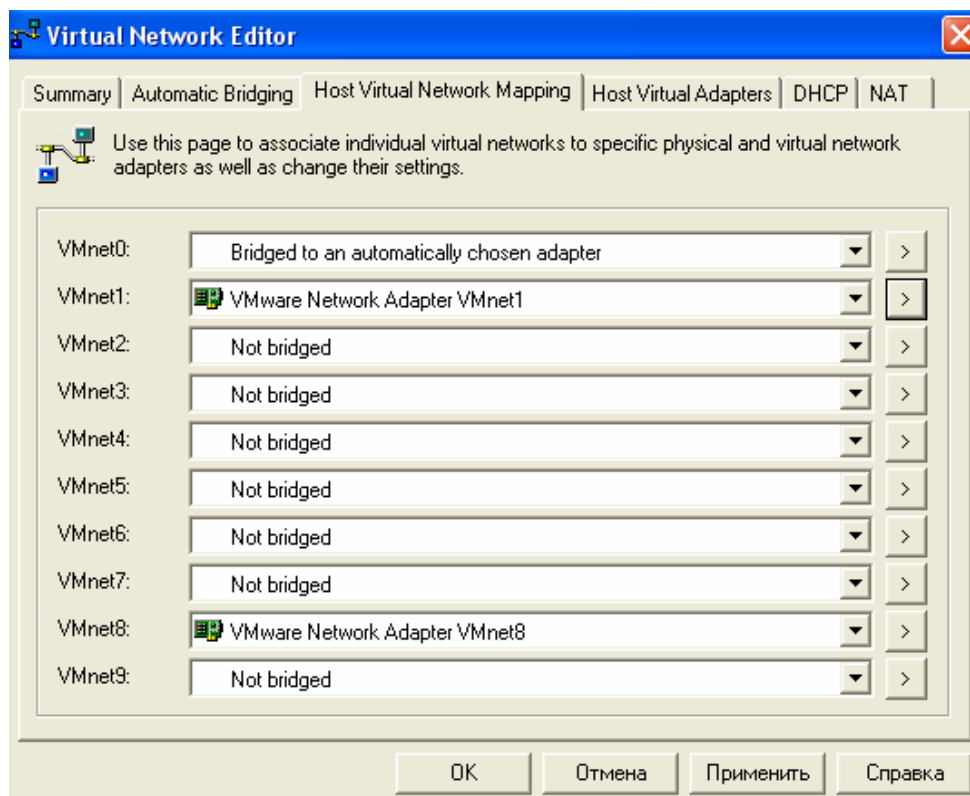 Virtual Network Editor
Summary Automatic Bridging Host Virtual Network Mapping Host Virtual Adapters DHCP NAT
Use this page to associate individual virtual networks to specific physical and virtual network
adapters as well as change their settings.
VMnet0: Bridged to an automatically chosen adapter >
VMnet1: VMware Network Adapter VMnet1 >
VMnet2: Not bridged >
VMnet3: Not bridged >
VMnet4: Not bridged >
VMnet5: Not bridged >
VMnet6: Not bridged >
VMnet7: Not bridged >
VMnet8: VMware Network Adapter VMnet8 >
VMnet9: Not bridged >
OK Отмена Применить Справка